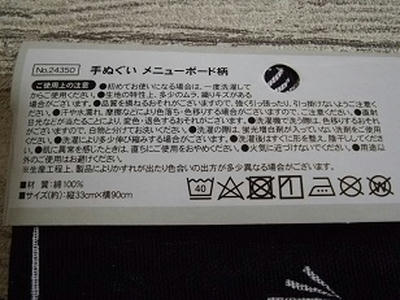 No.24350 手ぬぐい メニューボード柄
ご使用上の注意 ●初めてお使いになる場合は、一度洗濯して
からご使用ください。●生地の特性上、多少のムラ、織りキズがある
場合がございます。●品質を損ねるおそれがございますので、強く引っ張ったり、引っ掛けないようご注意く
ださい。●汗や水濡れ、摩擦などにより色落ち・色移りする場合がございますので、ご注意ください。●直射
日光などにより変色・退色するおそれがございます。●洗濯機での洗濯は、色移りするおそれが
ございますので、白物と分けてお洗いください。●洗濯の際は、蛍光増白剤が入っていない洗剤をご使用
ください。●洗濯により多少伸び縮みする場合がございます。●洗濯後はすぐに形を整え、陰干ししてくだ
さい。●肌に異常を感じたときは、直ちにご使用をおやめください。●火気に近づけないでください。●用途以
外のご使用はお避けください。
※生産工程上、製品によりかすれが出たり色合いの出方が多少異なる場合がございます。
■材 質：綿100%
■サイズ(約)：縦33cm×横90cm
40